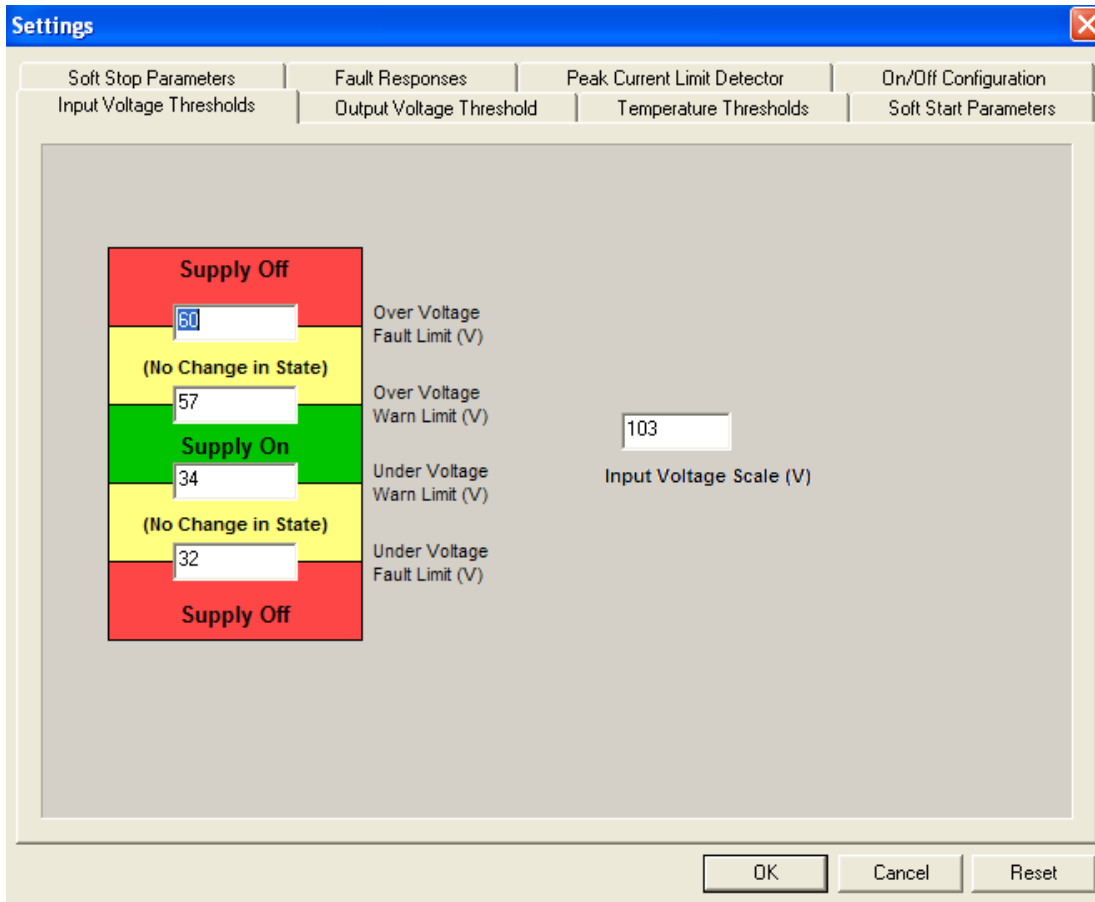 Settings
Soft Stop Parameters
Fault Responses
Peak Current Limit Detector
On/Off Configuration
Input Voltage Thresholds
Output Voltage Threshold
Temperature Thresholds
Soft Start Parameters
Supply Off
60
Over Voltage
Fault Limit (V)
(No Change in State)
57
Over Voltage
Warn Limit (V)
Supply On
34
Under Voltage
Warn Limit (V)
(No Change in State)
32
Under Voltage
Fault Limit (V)
Supply Off
103
Input Voltage Scale (V)
OK
Cancel
Reset